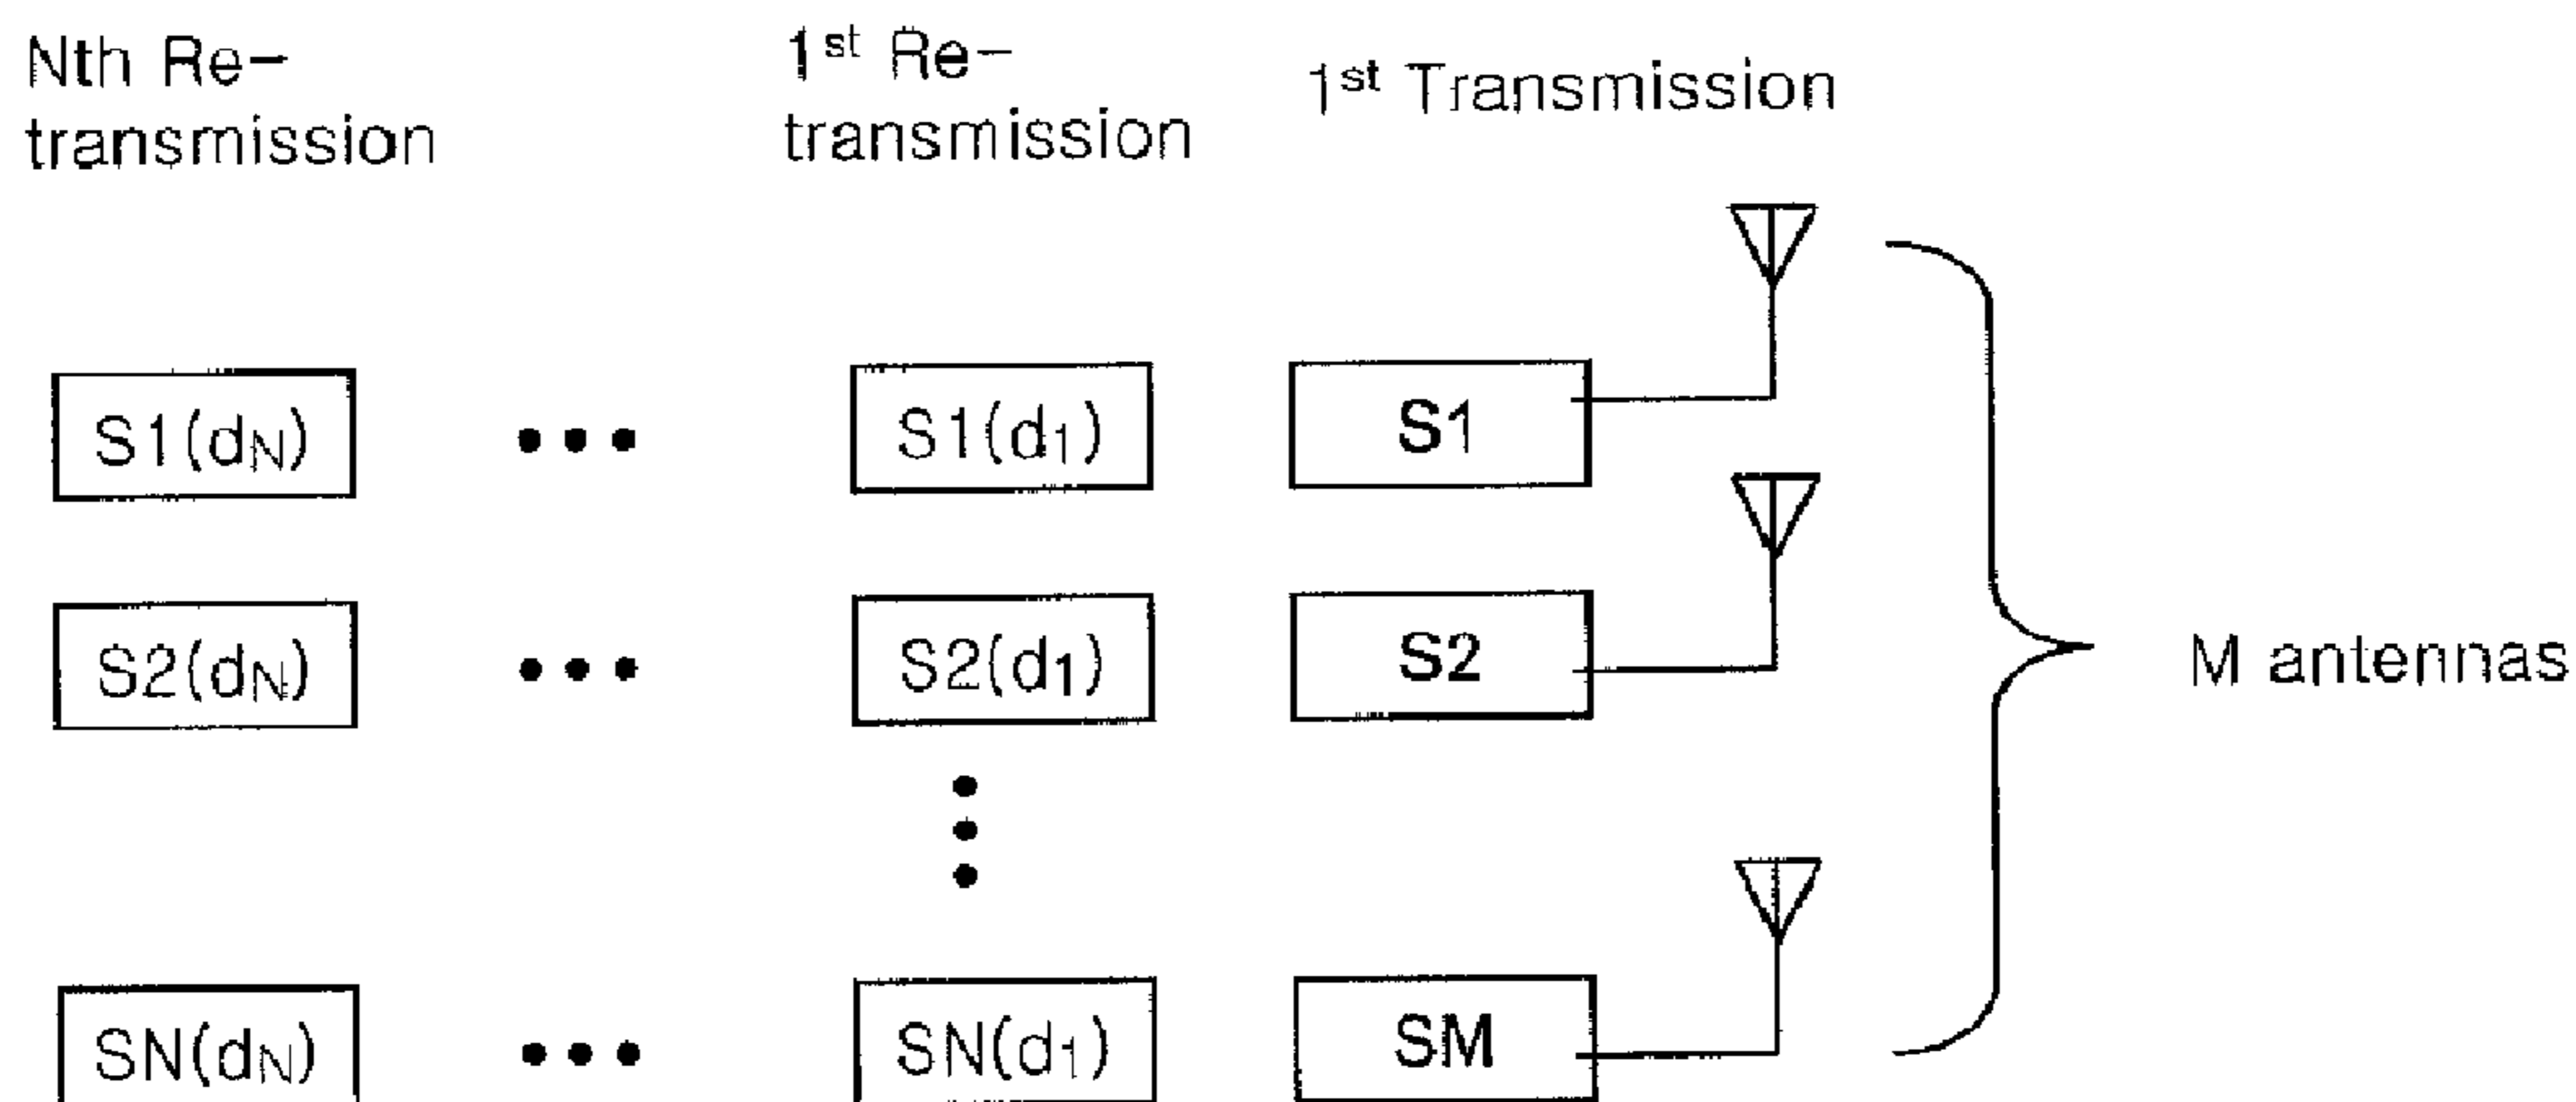 Nth Re-
transmission
1st Re-
transmission
1st Transmission
S1(dN)
S1(d1)
S1
S2(dN)
S2(d1)
S2
M antennas
SN(dN)
SN(d1)
SM